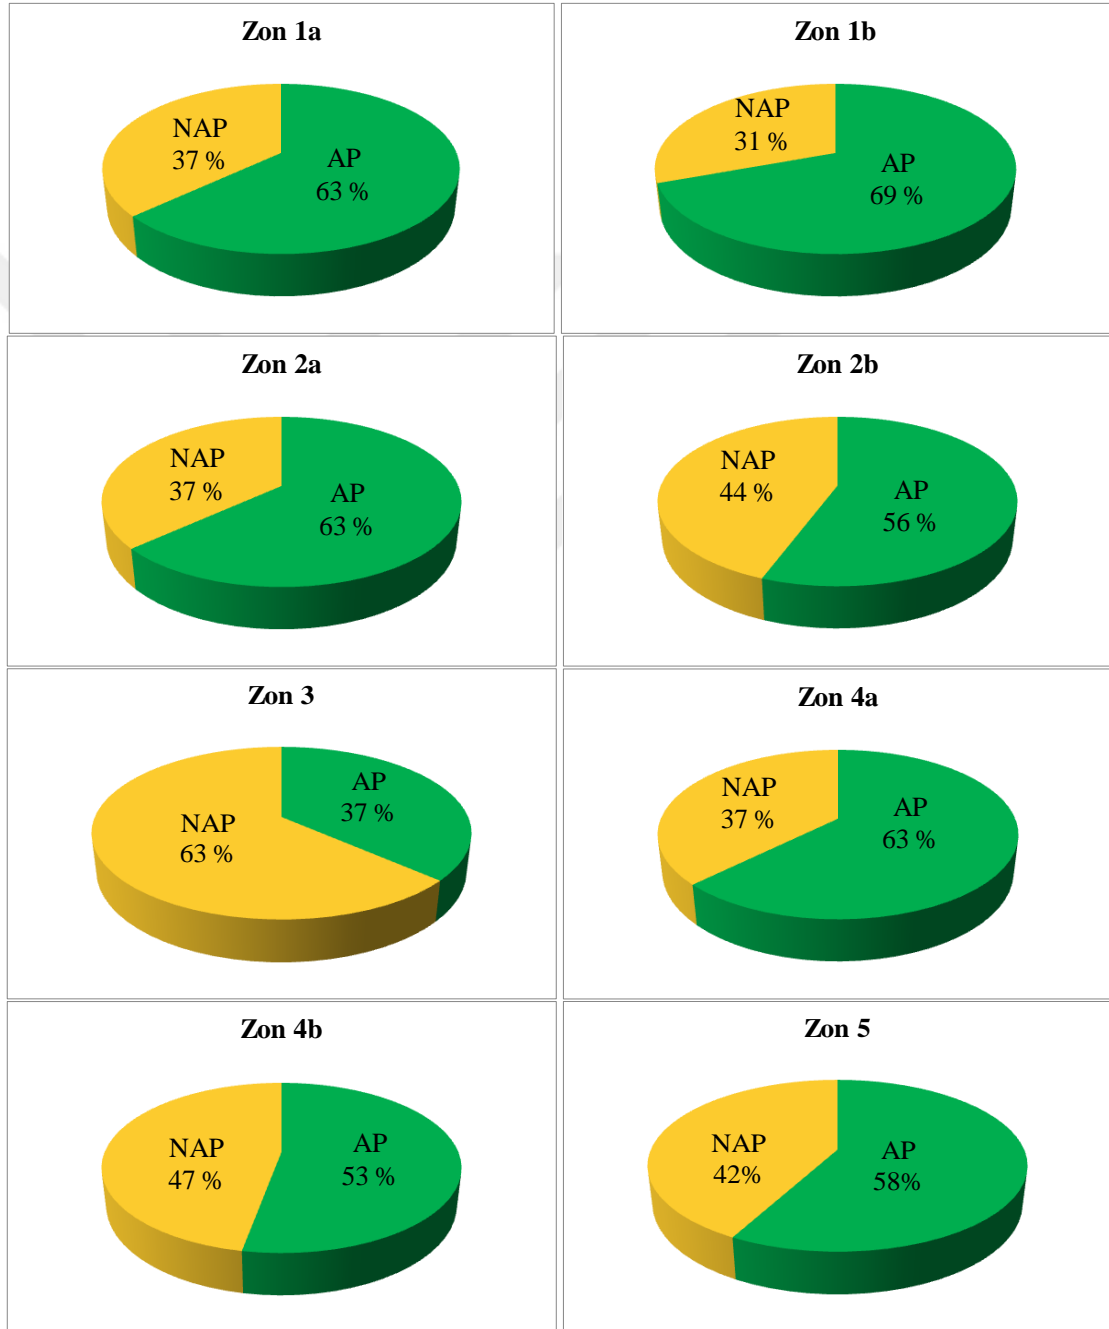 Zon 1a
NAP
37 %
AP
63 %
Zon 1b
NAP
31 %
AP
69 %
Zon 2a
NAP
37 %
AP
63 %
Zon 2b
NAP
44 %
AP
56 %
Zon 3
AP
37 %
NAP
63 %
Zon 4a
NAP
37 %
AP
63 %
Zon 4b
NAP
47 %
AP
53 %
Zon 5
NAP
42%
AP
58%